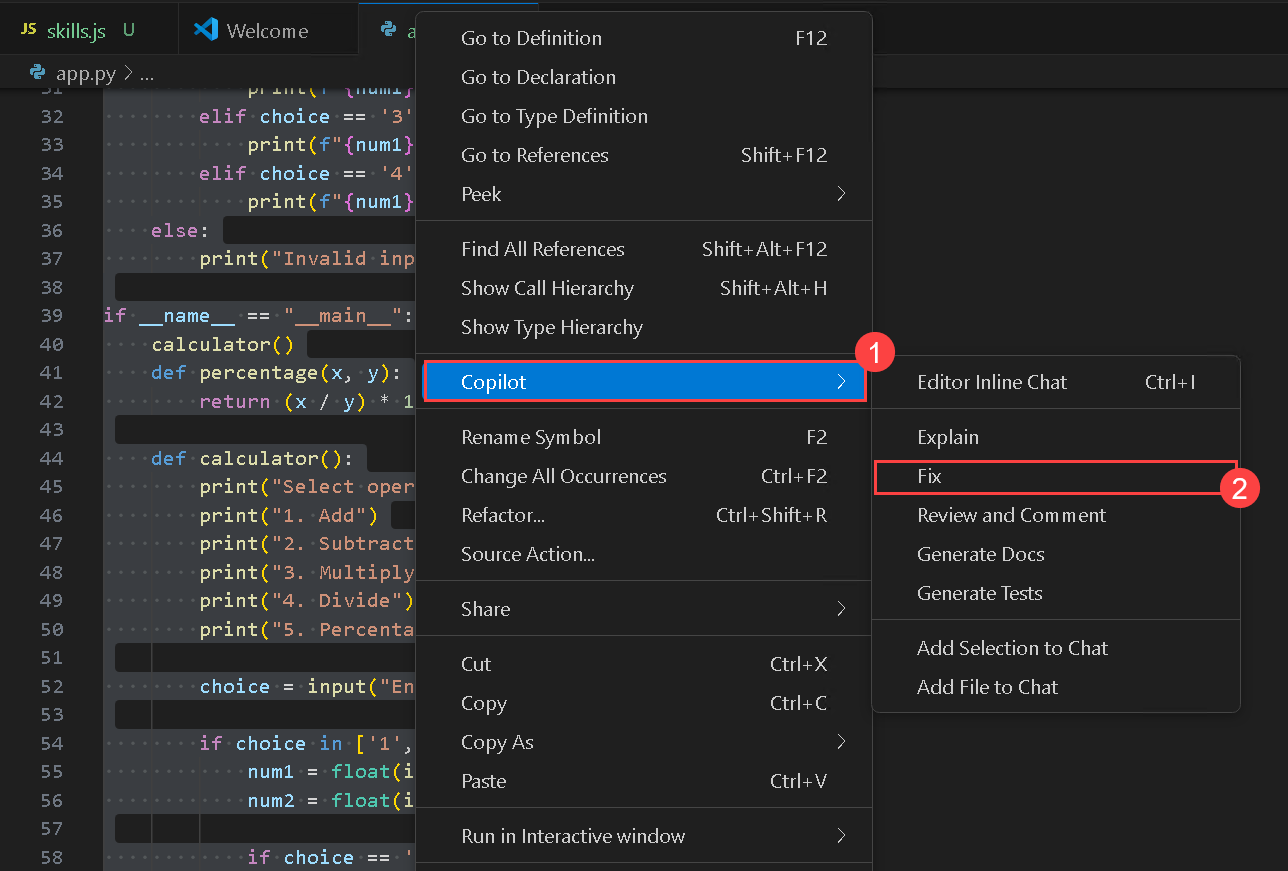 JS skills.js U
Welcome
a
app.py > ...
31 print(f"{num1}
32 elif choice == '3'
33 print(f"{num1}
34 elif choice == '4'
35 print(f"{num1}
36 else:
37 print("Invalid inp
38
39 if __name__ == "__main__":
40 calculator()
41 def percentage(x, y):
42 return (x / y) * 1
43
44 def calculator():
45 print("Select oper
46 print("1. Add")
47 print("2. Subtract
48 print("3. Multiply
49 print("4. Divide")
50 print("5. Percenta
51
52 choice = input("En
53
54 if choice in ['1',
55 num1 = float(i
56 num2 = float(i
57
58 if choice == '
Go to Definition F12
Go to Declaration
Go to Type Definition
Go to References Shift+F12
Peek
Find All References Shift+Alt+F12
Show Call Hierarchy Shift+Alt+H
Show Type Hierarchy
Copilot
1
Rename Symbol F2
Change All Occurrences Ctrl+F2
Refactor... Ctrl+Shift+R
Source Action...
Share
Cut Ctrl+X
Copy Ctrl+C
Copy As
Paste Ctrl+V
Run in Interactive window
Editor Inline Chat Ctrl+I
Explain
Fix
2
Review and Comment
Generate Docs
Generate Tests
Add Selection to Chat
Add File to Chat